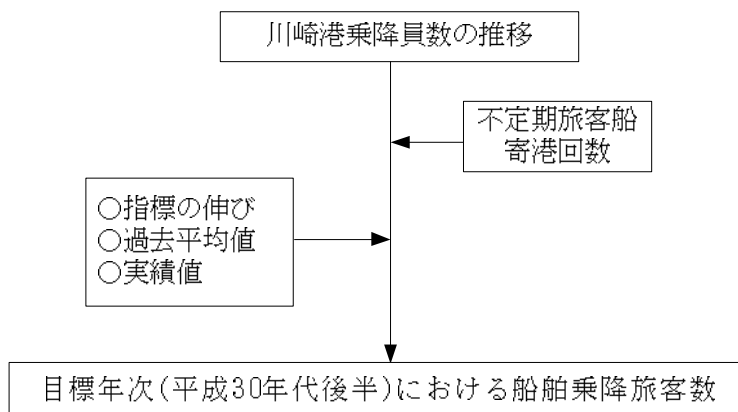 川崎港乗降員数の推移
不定期旅客船
寄港回数
○指標の伸び
○過去平均値
○実績値
目標年次(平成30年代後半)における船舶乗降旅客数